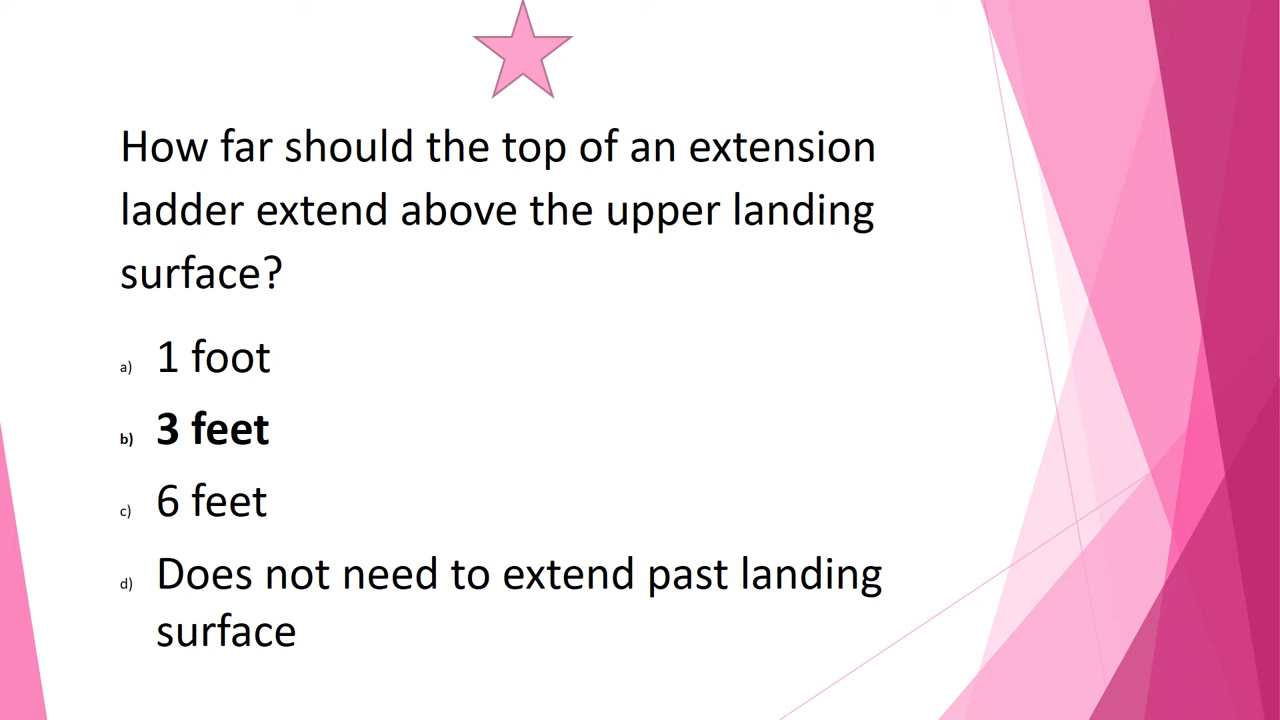 How far should the top of an extension
ladder extend above the upper landing
surface?
a) 1 foot
b) 3 feet
c) 6 feet
d) Does not need to extend past landing
surface